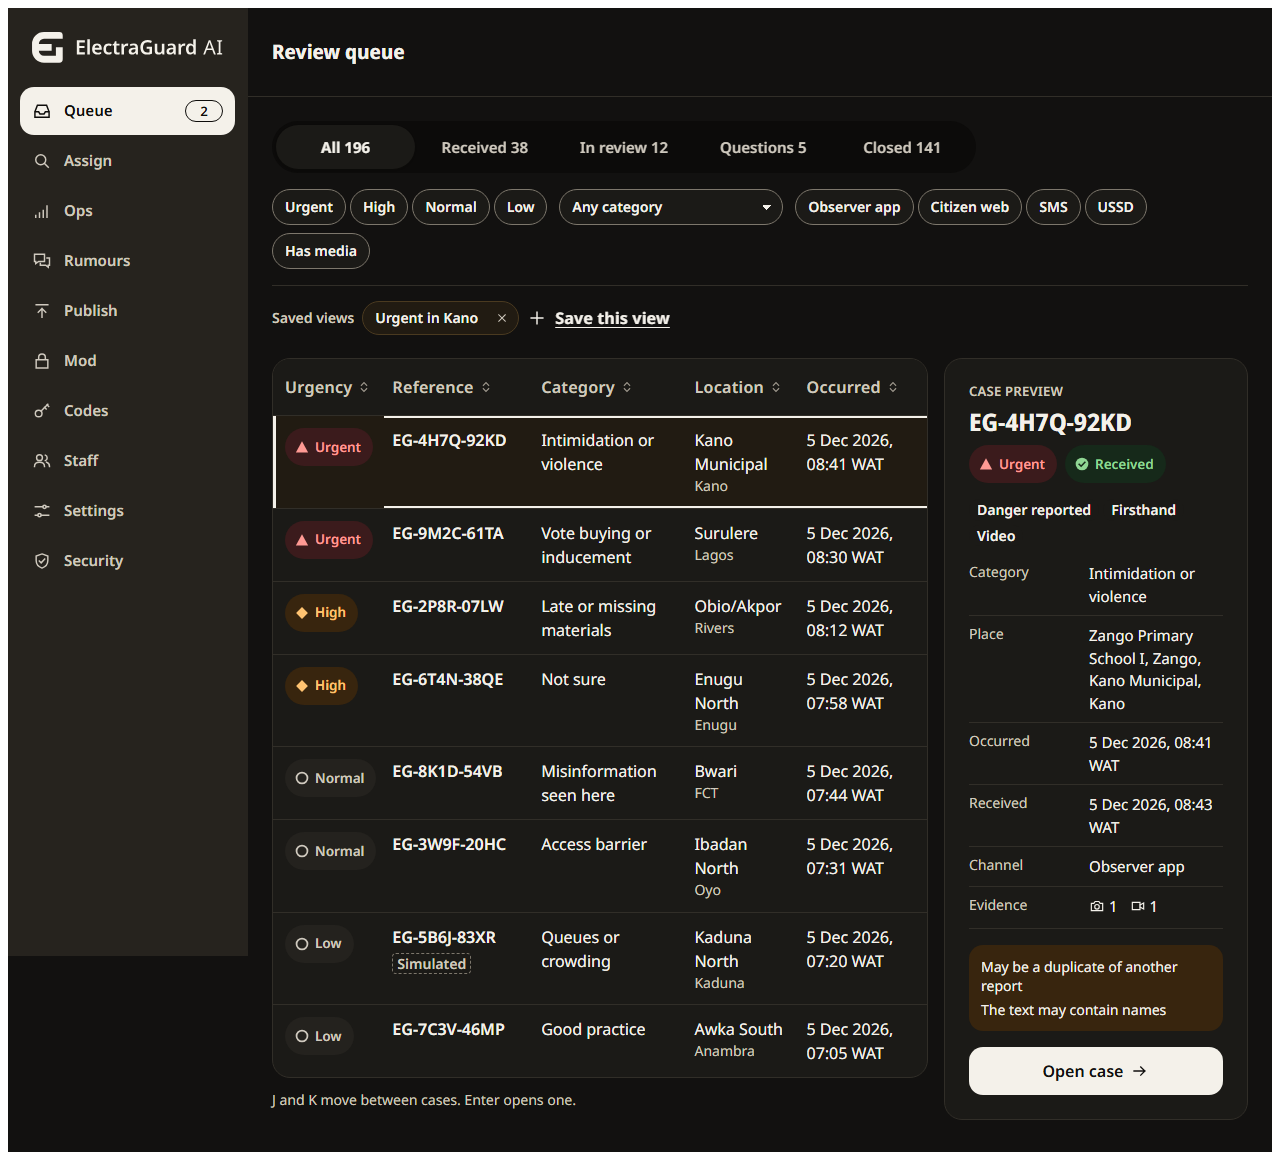 ElectraGuard AI
Queue 2
Assign
Ops
Rumours
Publish
Mod
Codes
Staff
Settings
Security
Review queue
All 196 Received 38 In review 12 Questions 5 Closed 141
Urgent High Normal Low Any category Observer app Citizen web SMS USSD
Has media
Saved views Urgent in Kano × + Save this view
Urgency Reference Category Location Occurred
Urgent EG-4H7Q-92KD Intimidation or Kano 5 Dec 2026,
violence Municipal 08:41 WAT
Kano
Urgent EG-9M2C-61TA Vote buying or Surulere 5 Dec 2026,
inducement Lagos 08:30 WAT
High EG-2P8R-07LW Late or missing Obio/Akpor 5 Dec 2026,
materials Rivers 08:12 WAT
High EG-6T4N-38QE Not sure Enugu 5 Dec 2026,
North 07:58 WAT
Enugu
Normal EG-8K1D-54VB Misinformation Bwari 5 Dec 2026,
seen here FCT 07:44 WAT
Normal EG-3W9F-20HC Access barrier Ibadan 5 Dec 2026,
North 07:31 WAT
Oyo
Low EG-5B6J-83XR Queues or Kaduna 5 Dec 2026,
Simulated crowding North 07:20 WAT
Kaduna
Low EG-7C3V-46MP Good practice Awka South 5 Dec 2026,
Anambra 07:05 WAT
J and K move between cases. Enter opens one.
CASE PREVIEW
EG-4H7Q-92KD
Urgent Received
Danger reported Firsthand
Video
Category Intimidation or
violence
Place Zango Primary
School I, Zango,
Kano Municipal,
Kano
Occurred 5 Dec 2026, 08:41
WAT
Received 5 Dec 2026, 08:43
WAT
Channel Observer app
Evidence 1 1
May be a duplicate of another
report
The text may contain names
Open case →